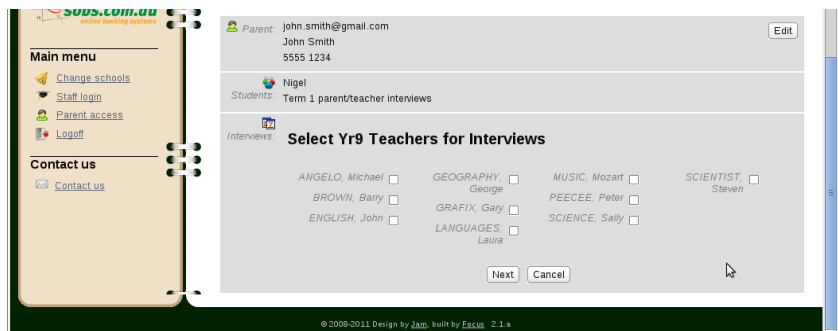 sobs.com.au
online booking systems
Main menu
Change schools
Staff login
Parent access
Logoff
Contact us
Contact us
Parent: john.smith@gmail.com
John Smith
5555 1234
Edit
Students: Nigel
Term 1 parent/teacher interviews
Interviews:
Select Yr9 Teachers for Interviews
ANGELO, Michael
BROWN, Barry
ENGLISH, John
GEOGRAPHY,
George
GRAFIX, Gary
LANGUAGES,
Laura
MUSIC, Mozart
PEECEE, Peter
SCIENCE, Sally
SCIENTIST,
Steven
Next Cancel
© 2008-2011 Design by Jam, built by Focus 2.1.a